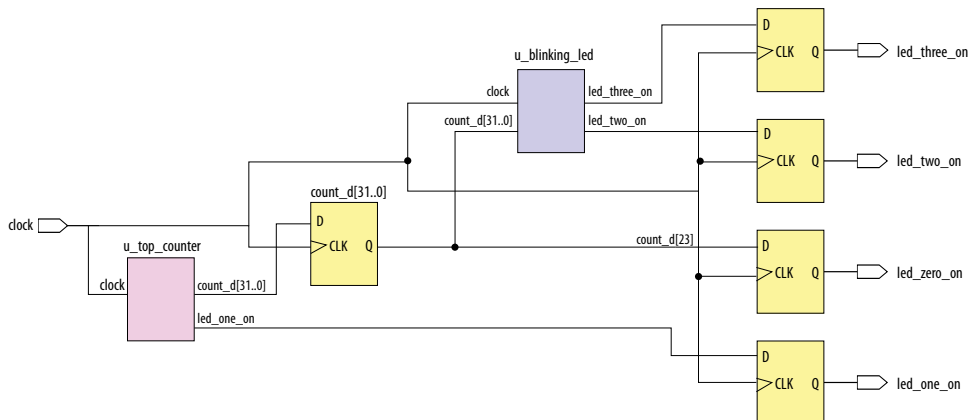 D
CLK Q
led_three_on
u_blinking_led
clock
led_three_on
count_d[31..0]
led_two_on
D
CLK Q
led_two_on
count_d[31..0]
D
CLK Q
clock
u_top_counter
clock
count_d[31..0]
led_one_on
count_d[23]
D
CLK Q
led_zero_on
D
CLK Q
led_one_on